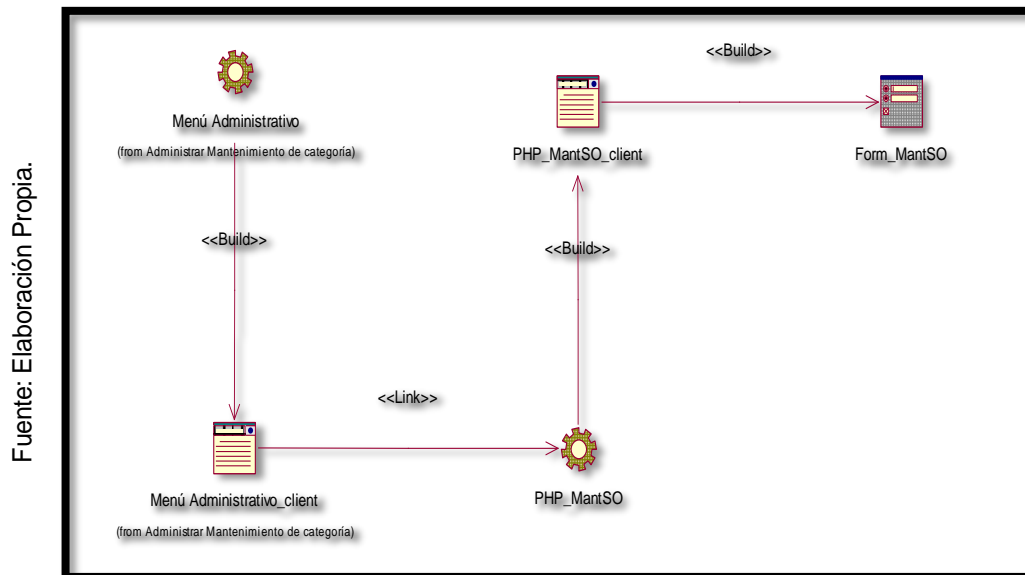 Fuente: Elaboración Propia.
<<Build>>
Menú Administrativo
(from Administrar Mantenimiento de categoría)
PHP_MantSO_client
Form_MantSO
<<Build>>
<<Build>>
<<Link>>
Menú Administrativo_client
(from Administrar Mantenimiento de categoría)
PHP_MantSO